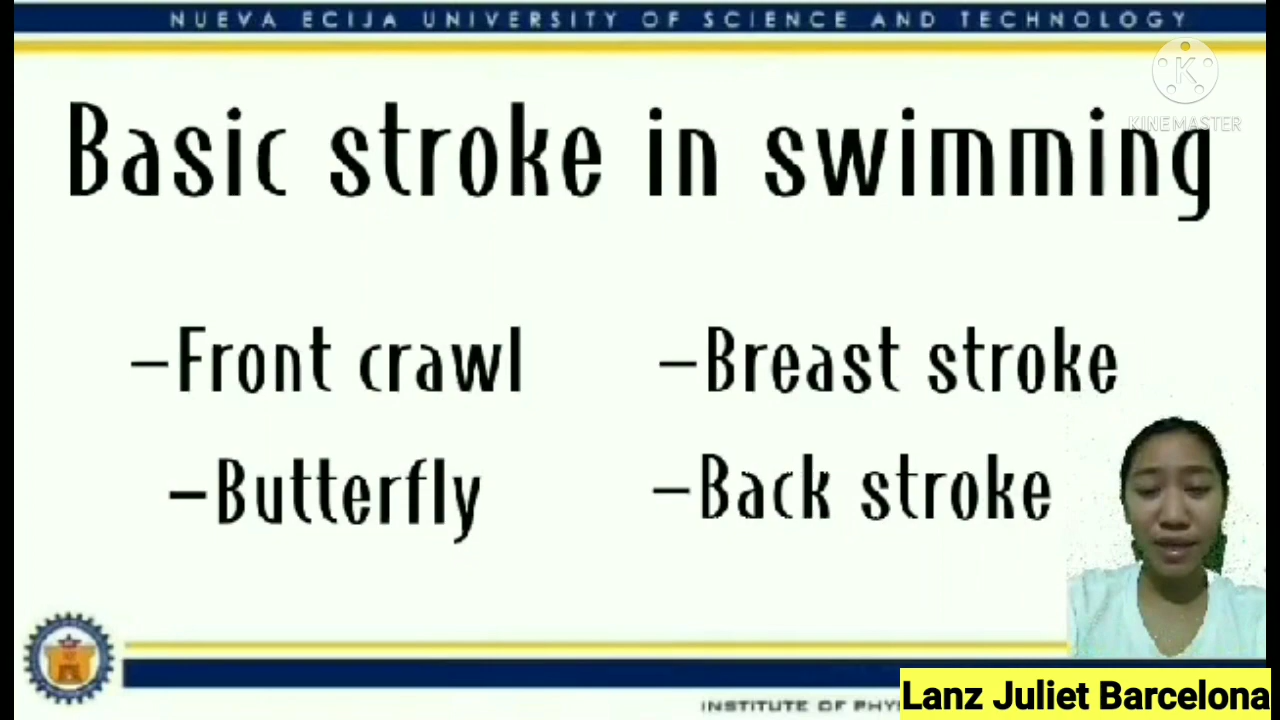 NUEVA ECIJA UNIVERSITY OF SCIENCE AND TECHNOLOGY
KINEMASTER
Basic stroke in swimming
-Front crawl
-Breast stroke
-Butterfly
-Back stroke
INSTITUTE OF
Lanz Juliet Barcelona